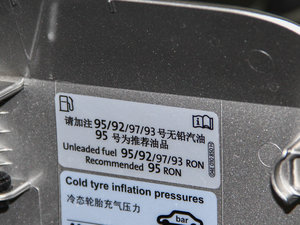 请加注 95/92/97/93 号无铅汽油
95 号为推荐油品
Unleaded fuel 95/92/97/93 RON
Recommended 95 RON
Cold tyre inflation pressures
冷态轮胎充气压力
bar